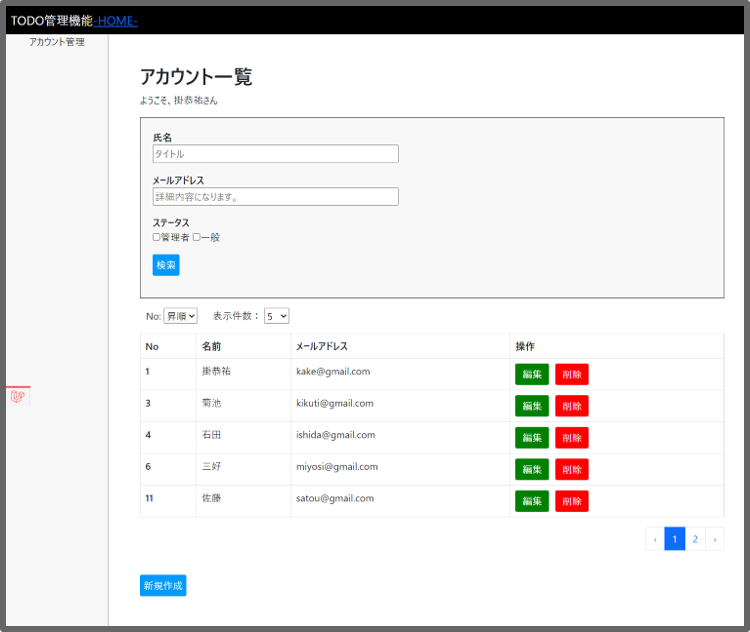 TODO管理機能-HOME-
アカウント管理
アカウント一覧
ようこそ、掛恭祐さん
氏名
タイトル
メールアドレス
詳細内容になります。
ステータス
管理者 一般
検索
No: 昇順 表示件数： 5
No 名前 メールアドレス 操作
1 掛恭祐 kake@gmail.com 編集 削除
3 菊池 kikuti@gmail.com 編集 削除
4 石田 ishida@gmail.com 編集 削除
6 三好 miyosi@gmail.com 編集 削除
11 佐藤 satou@gmail.com 編集 削除
‹ 1 2 ›
新規作成